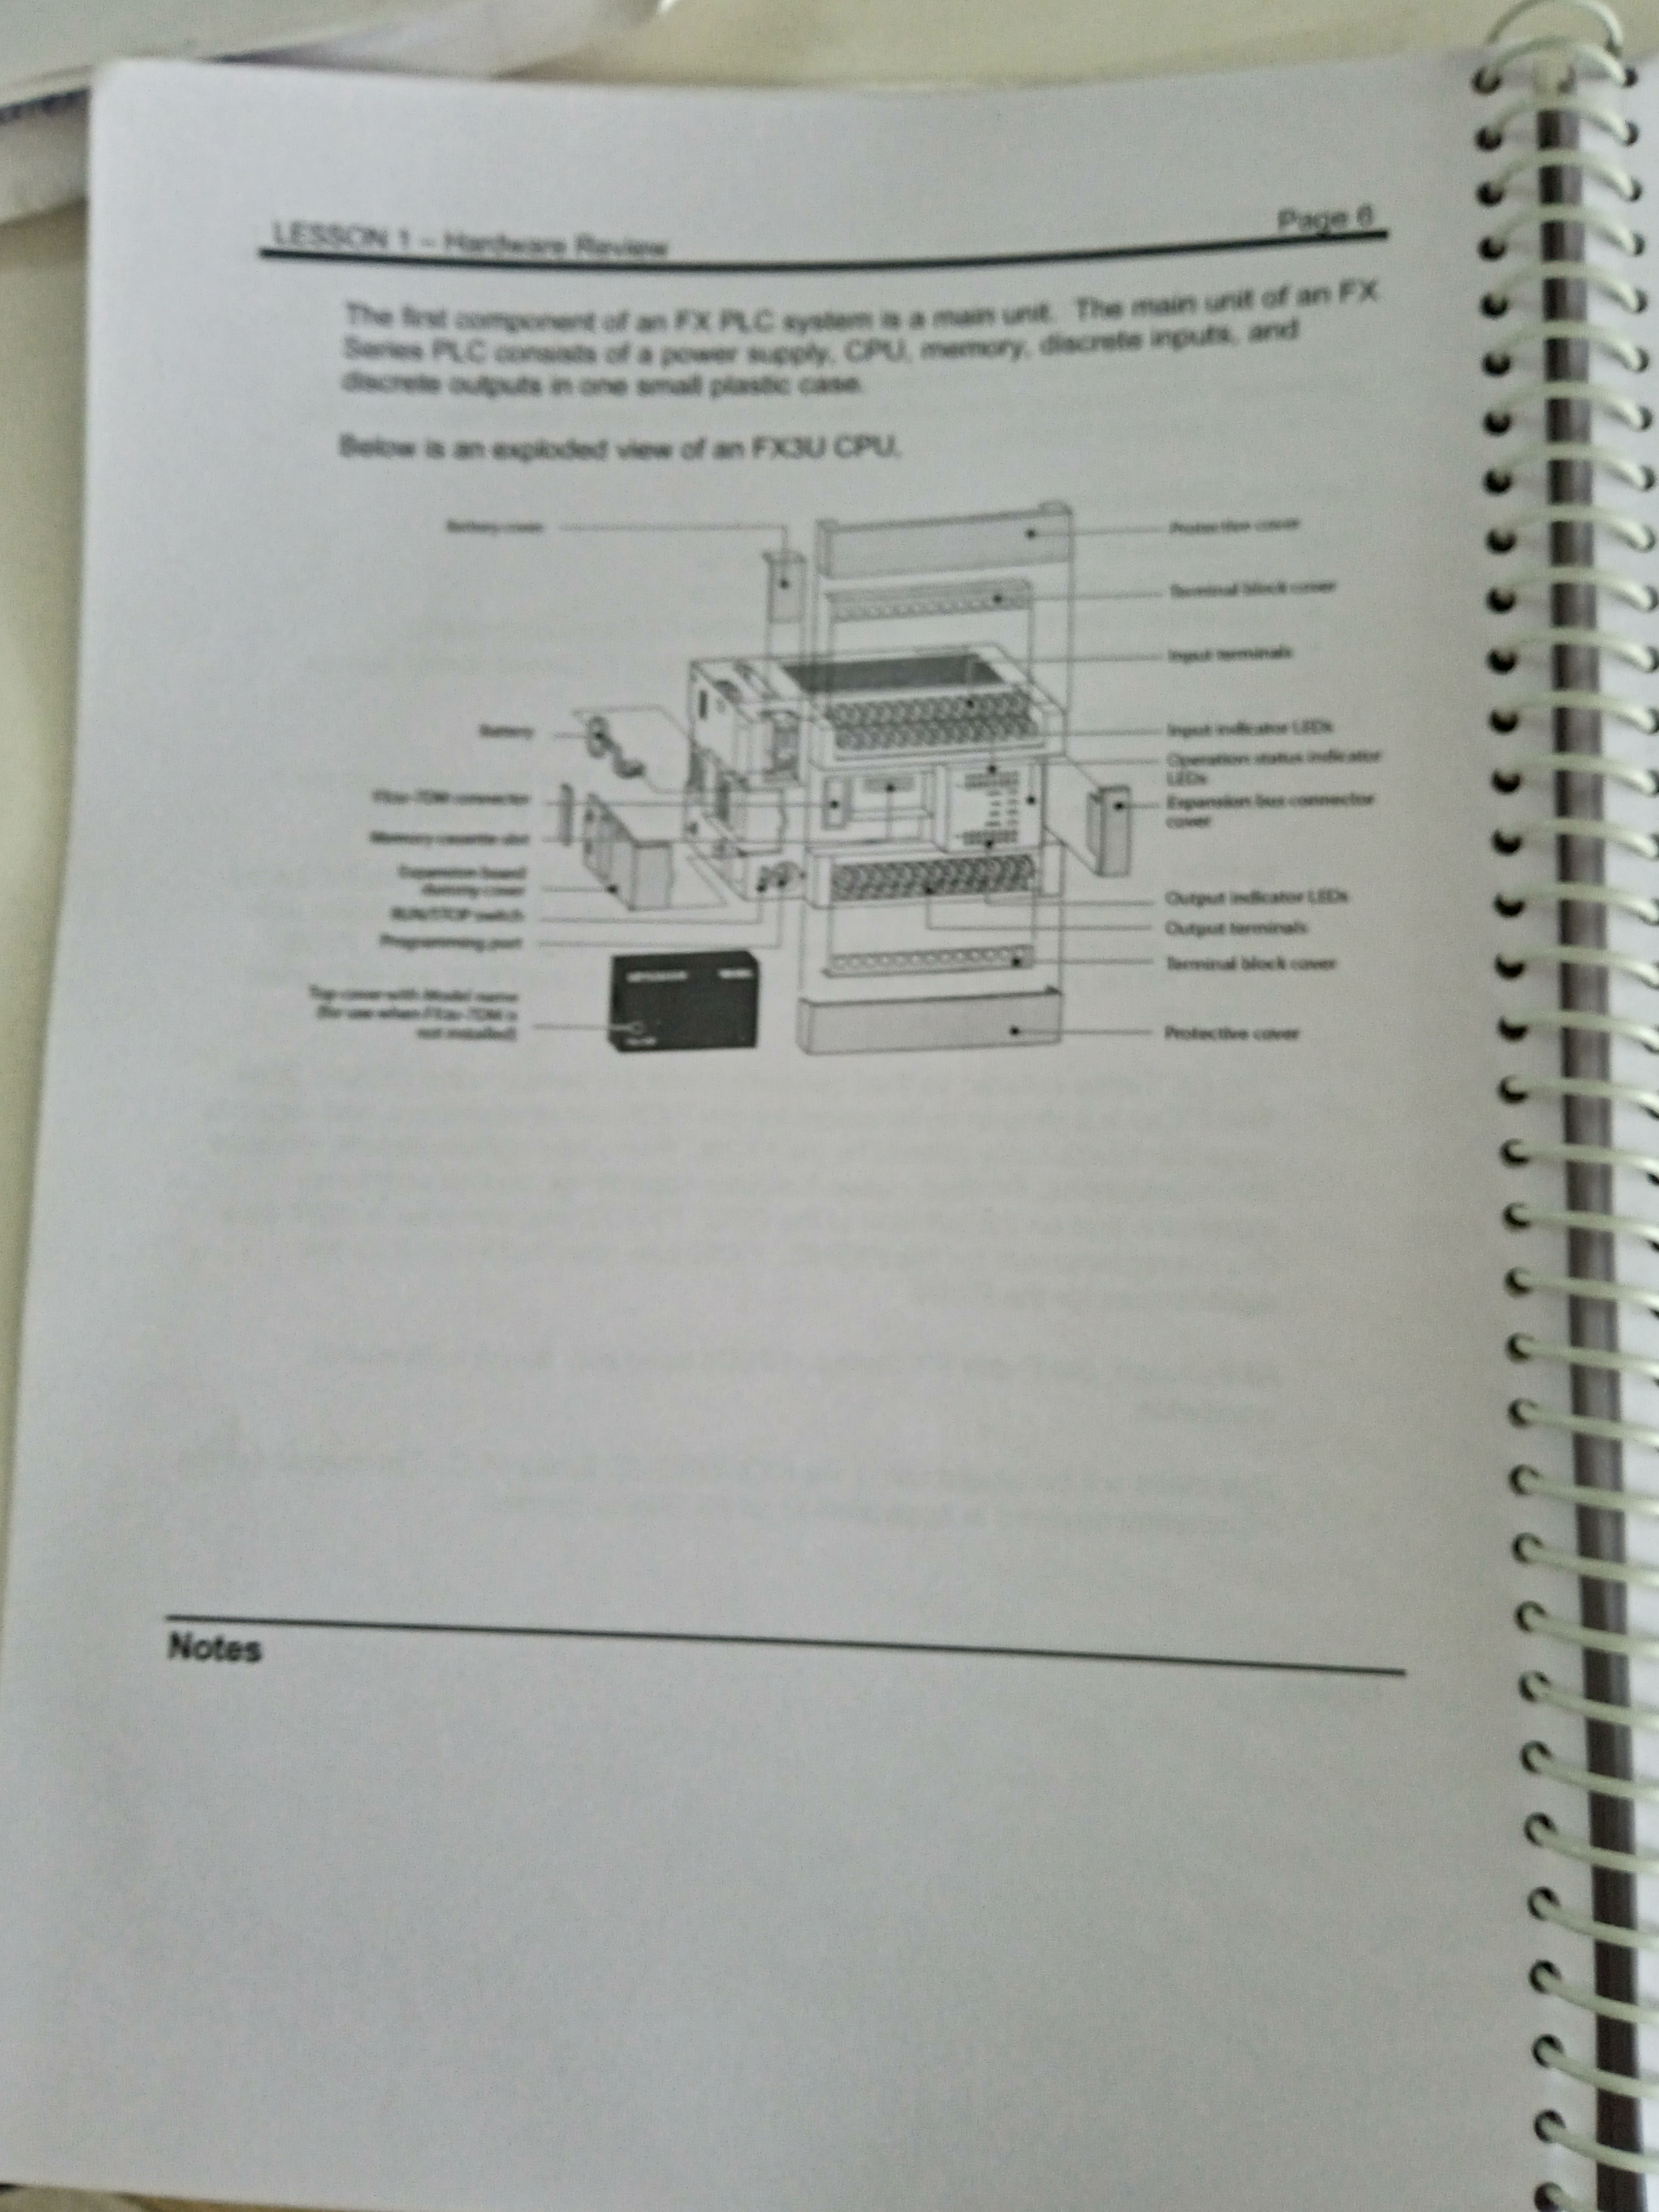 LESSON 1 – Hardware Review
Page 6
The first component of an FX PLC system is a main unit. The main unit of an FX
Series PLC consists of a power supply, CPU, memory, discrete inputs, and
discrete outputs in one small plastic case.
Below is an exploded view of an FX3U CPU.
Battery cover
Protective cover
Terminal block cover
Input terminals
Battery
Input indicator LEDs
Operation status indicator
LEDs
FX3U-7DM connector
Expansion bus connector
cover
Memory cassette slot
Expansion board
dummy cover
Output indicator LEDs
RUN/STOP switch
Output terminals
Programming port
Terminal block cover
Top cover with Model name
(for use when FX3U-7DM is
not installed)
Protective cover
Notes